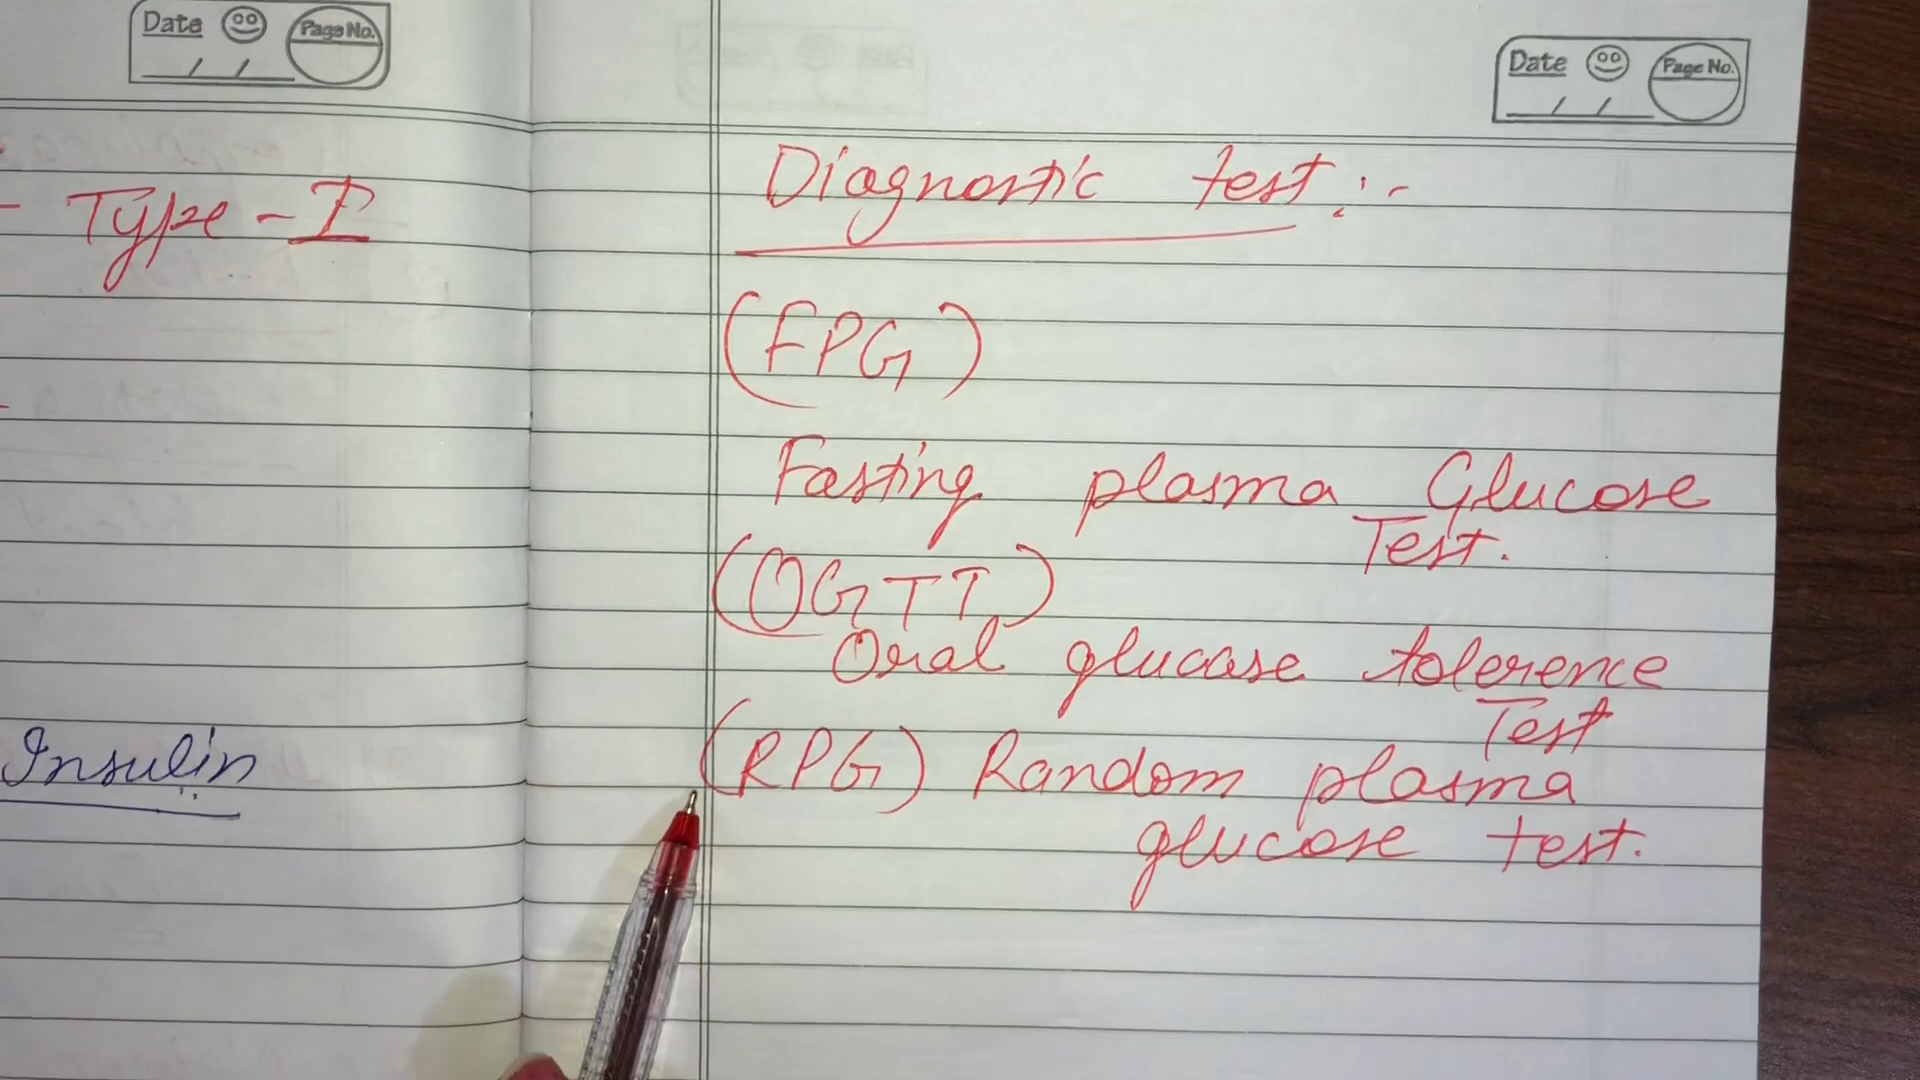 Date
Page No.
- Type - I
Insulin
Date
Page No.
Diagnostic test :-
(FPG)
Fasting plasma Glucose
Test.
(OGTT)
Oral glucose tolerence
Test
(RPG) Random plasma
glucose test.